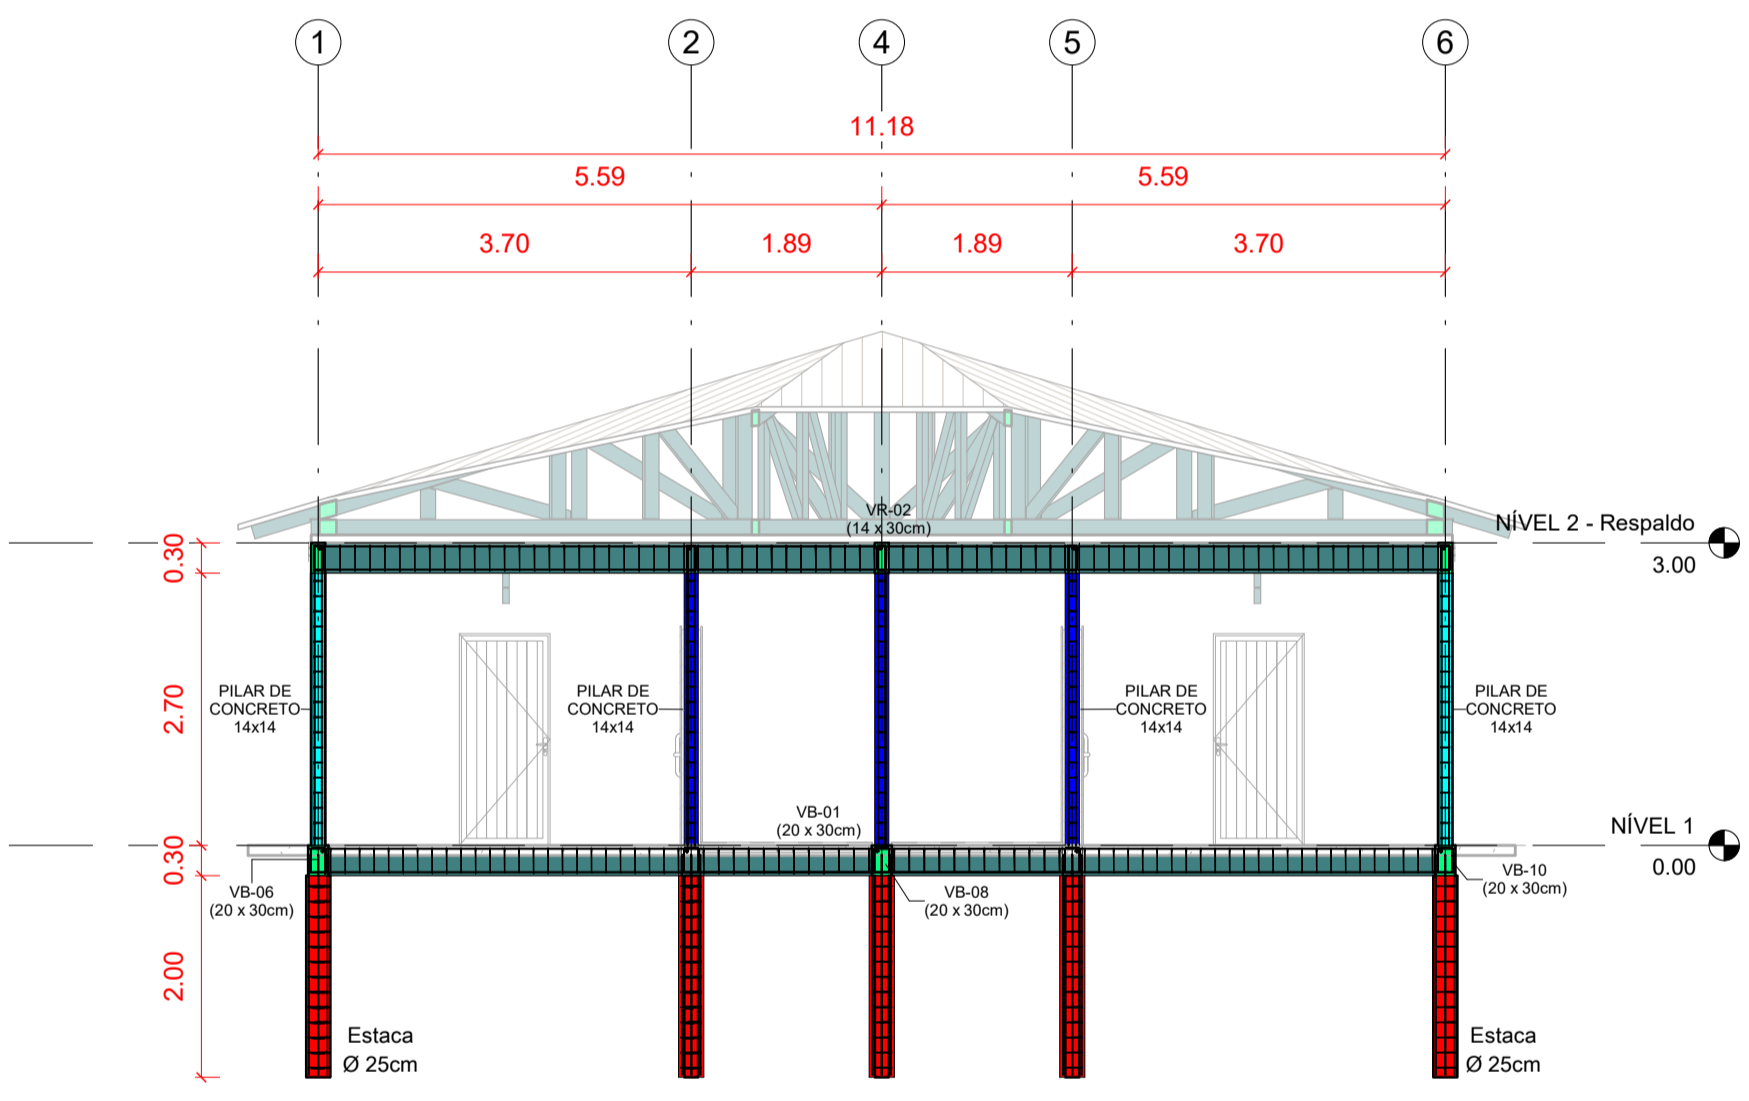 1
2
4
5
6
11.18
5.59
5.59
3.70
1.89
1.89
3.70
VR-02
(14 x 30cm)
NÍVEL 2 - Respaldo
3.00
0.30
2.70
0.30
2.00
PILAR DE
CONCRETO
14x14
PILAR DE
CONCRETO
14x14
PILAR DE
CONCRETO
14x14
PILAR DE
CONCRETO
14x14
VB-01
(20 x 30cm)
NÍVEL 1
0.00
VB-06
(20 x 30cm)
VB-08
(20 x 30cm)
VB-10
(20 x 30cm)
Estaca
Ø 25cm
Estaca
Ø 25cm